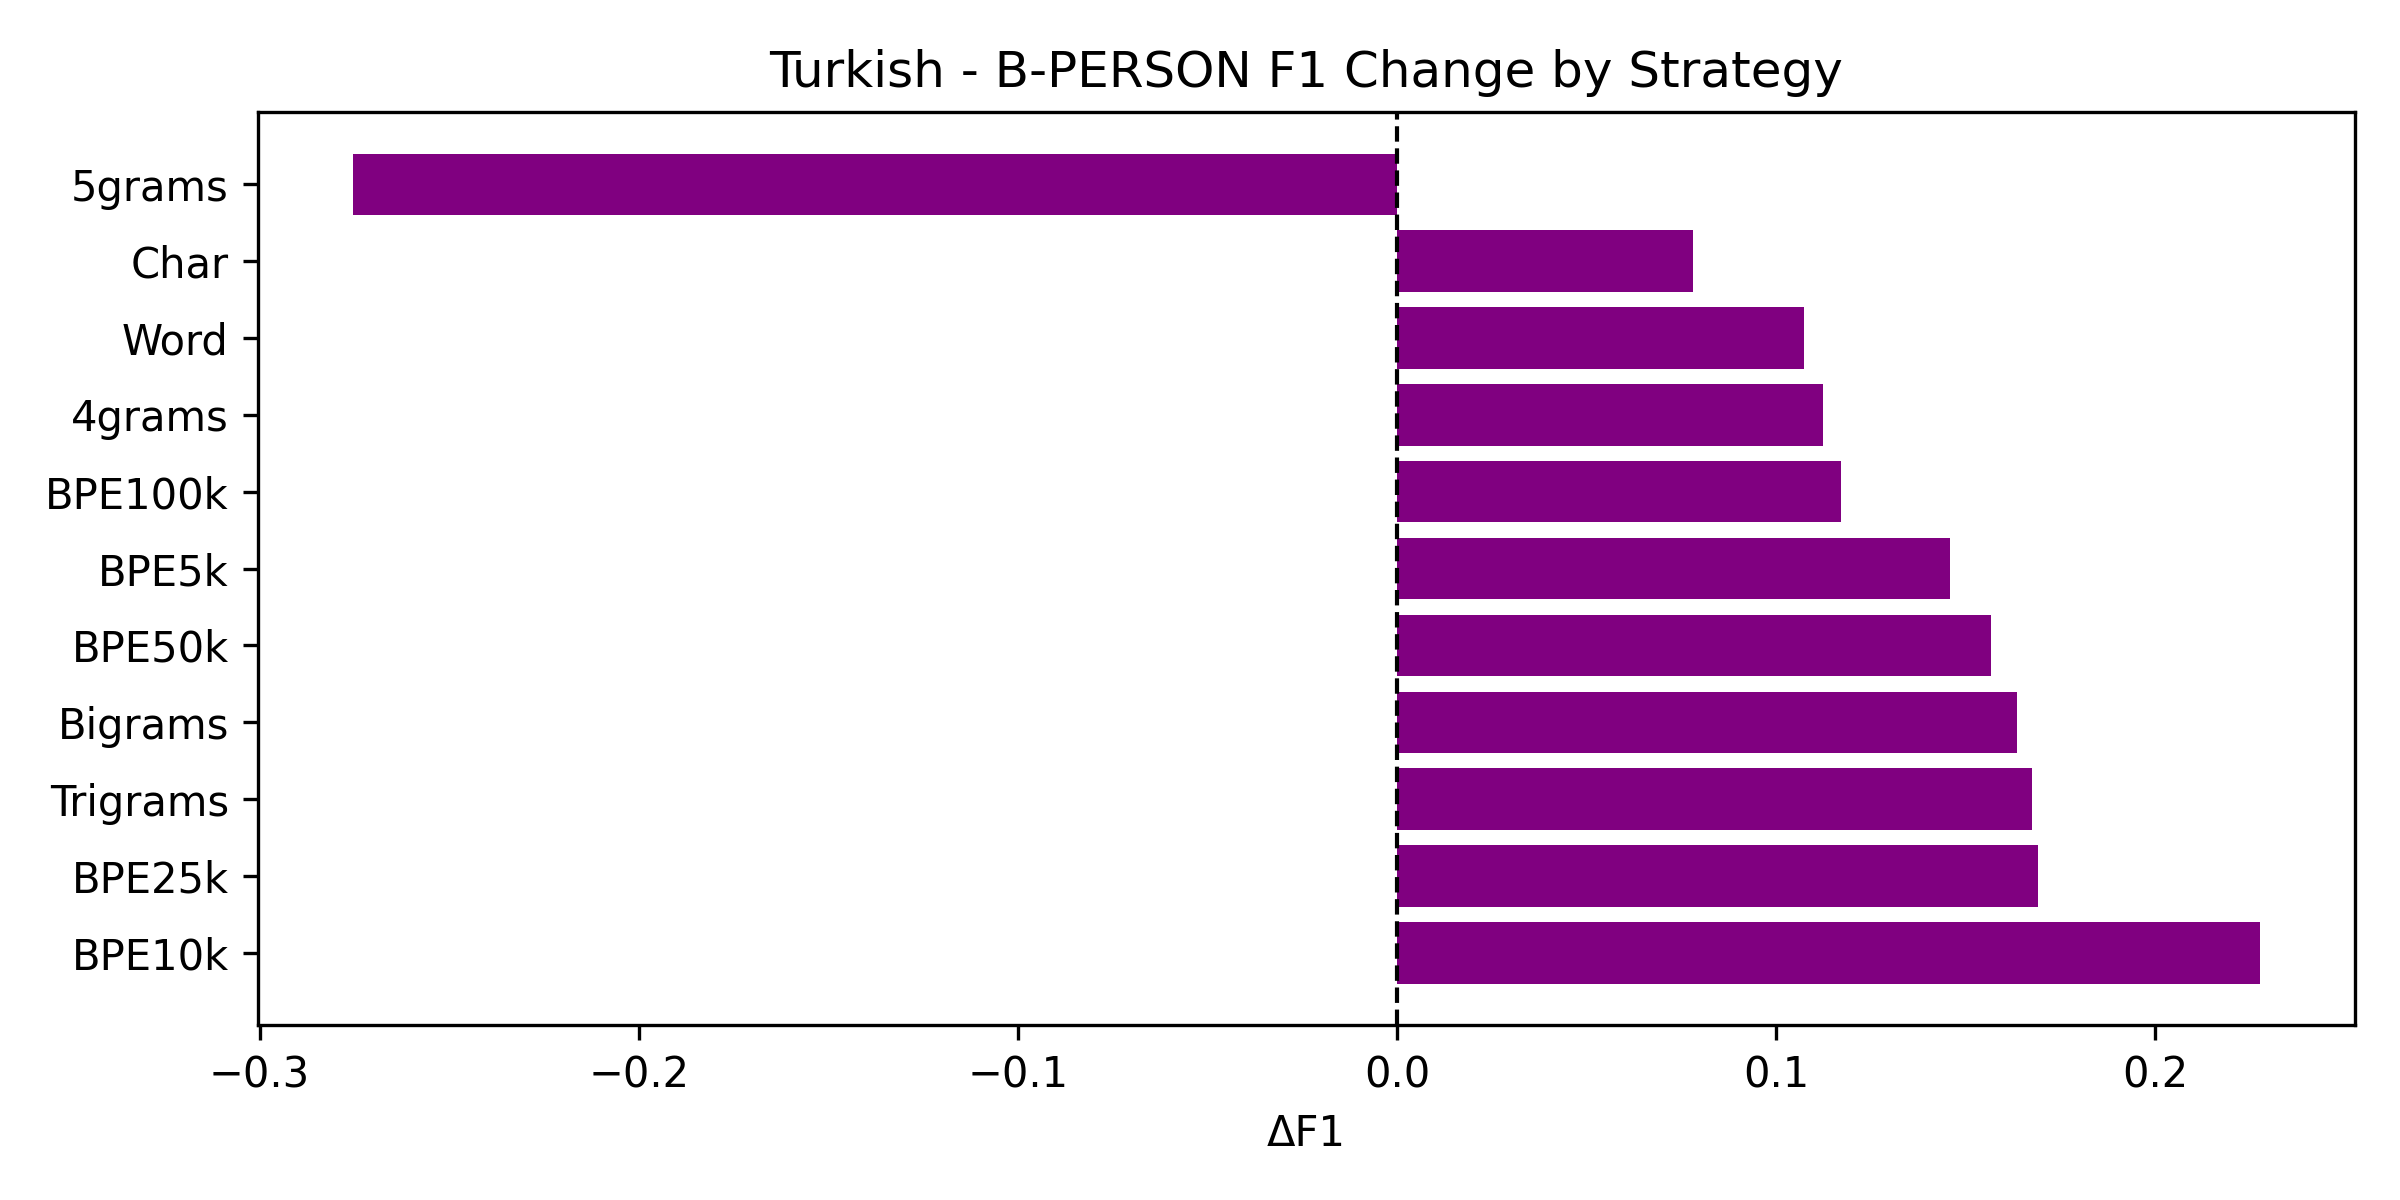 Turkish - B-PERSON F1 Change by Strategy
5grams
Char
Word
4grams
BPE100k
BPE5k
BPE50k
Bigrams
Trigrams
BPE25k
BPE10k
−0.3 −0.2 −0.1 0.0 0.1 0.2
ΔF1